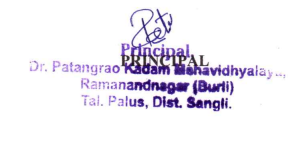 Principal
PRINCIPAL
Dr. Patangrao Kadam Mahavidhyalaya,
Ramanandnagar (Burli)
Tal. Palus, Dist. Sangli.